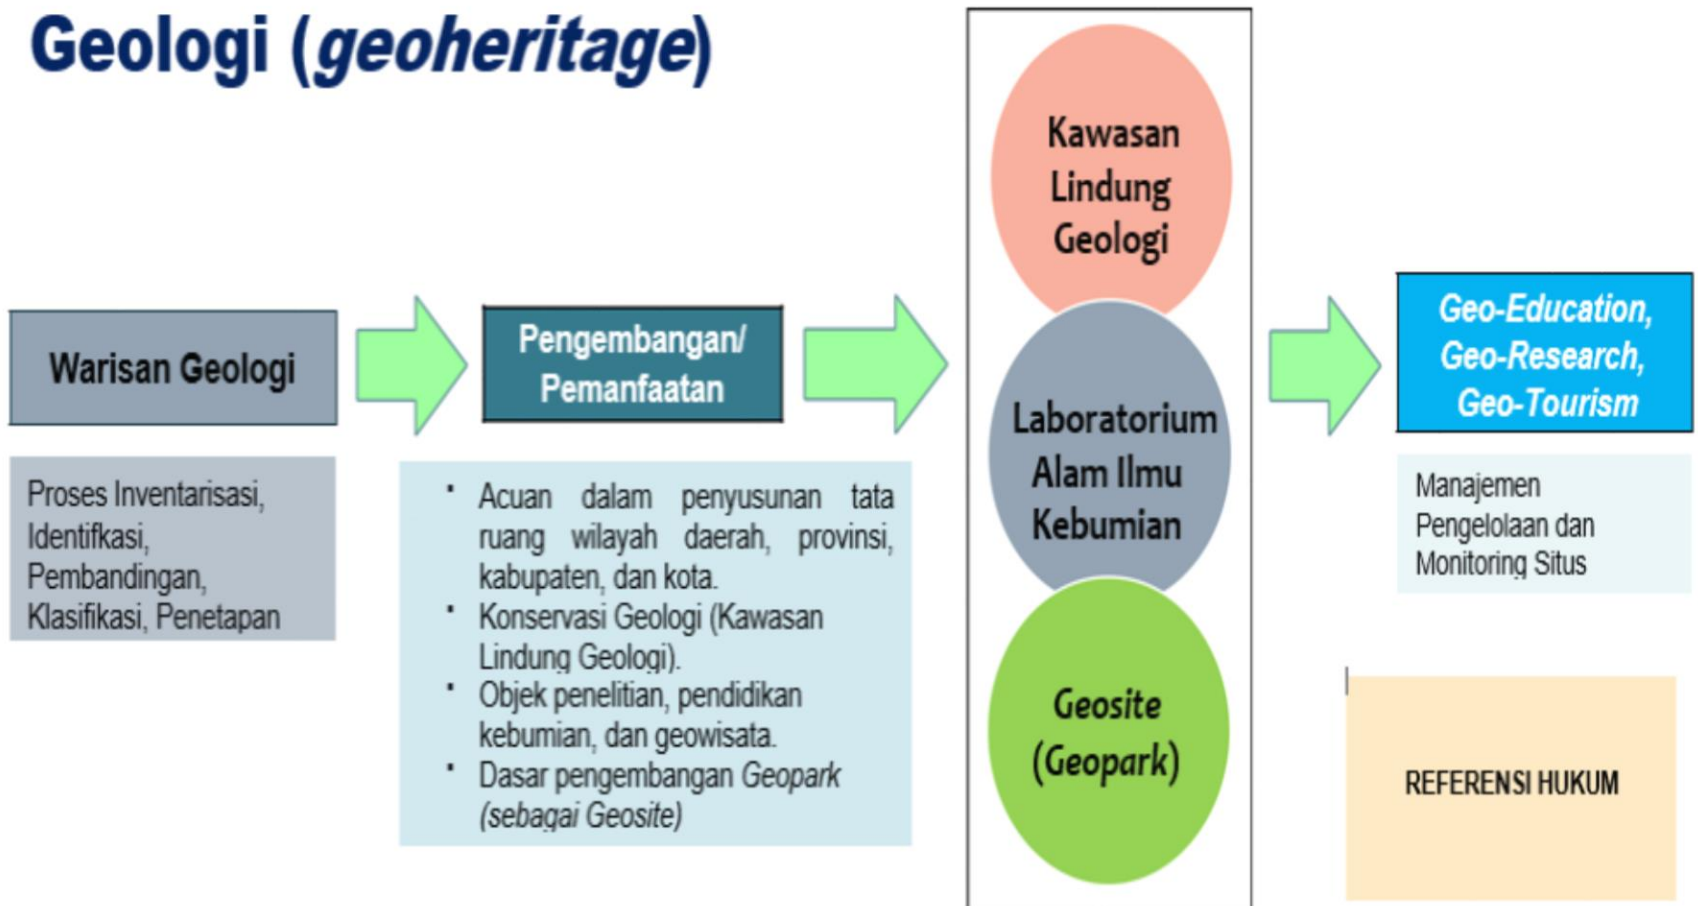 Geologi (geoheritage)
Warisan Geologi
Proses Inventarisasi,
Identifkasi,
Pembandingan,
Klasifikasi, Penetapan
Pengembangan/
Pemanfaatan
· Acuan dalam penyusunan tata
ruang wilayah daerah, provinsi,
kabupaten, dan kota.
· Konservasi Geologi (Kawasan
Lindung Geologi).
· Objek penelitian, pendidikan
kebumian, dan geowisata.
· Dasar pengembangan Geopark
(sebagai Geosite)
Kawasan
Lindung
Geologi
Laboratorium
Alam Ilmu
Kebumian
Geosite
(Geopark)
Geo-Education,
Geo-Research,
Geo-Tourism
Manajemen
Pengelolaan dan
Monitoring Situs
REFERENSI HUKUM